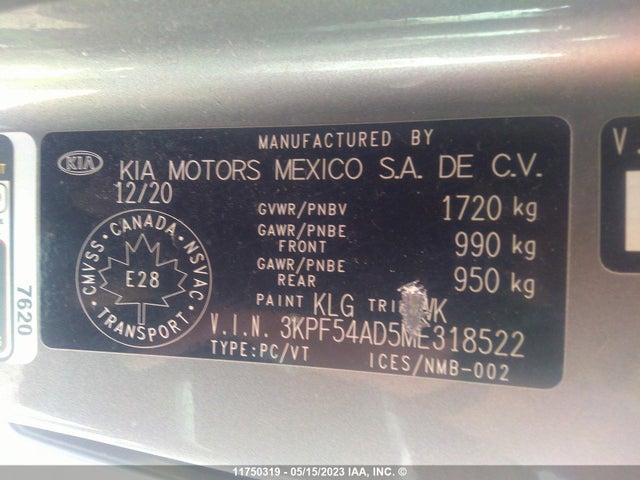 MANUFACTURED BY
KIA KIA MOTORS MEXICO S.A. DE C.V.
12/20
GVWR/PNBV 1720 kg
GAWR/PNBE FRONT 990 kg
GAWR/PNBE REAR 950 kg
CANADA · NSVAC · TRANSPORT · CMVSS
E28
PAINT KLG
V.I.N. 3KPF54AD5ME318522
TYPE:PC/VT ICES/NMB-002
7620
11750319 - 05/15/2023 IAA, INC. ©